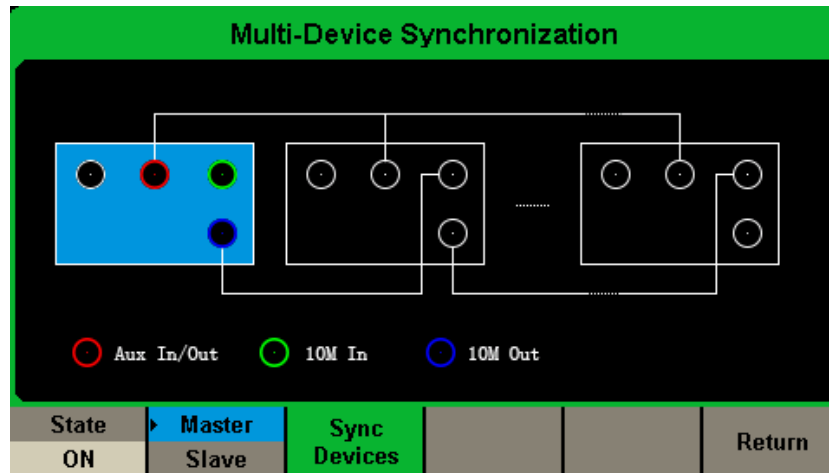 Multi-Device Synchronization
Aux In/Out 10M In 10M Out
State Master Sync Return
ON Slave Devices